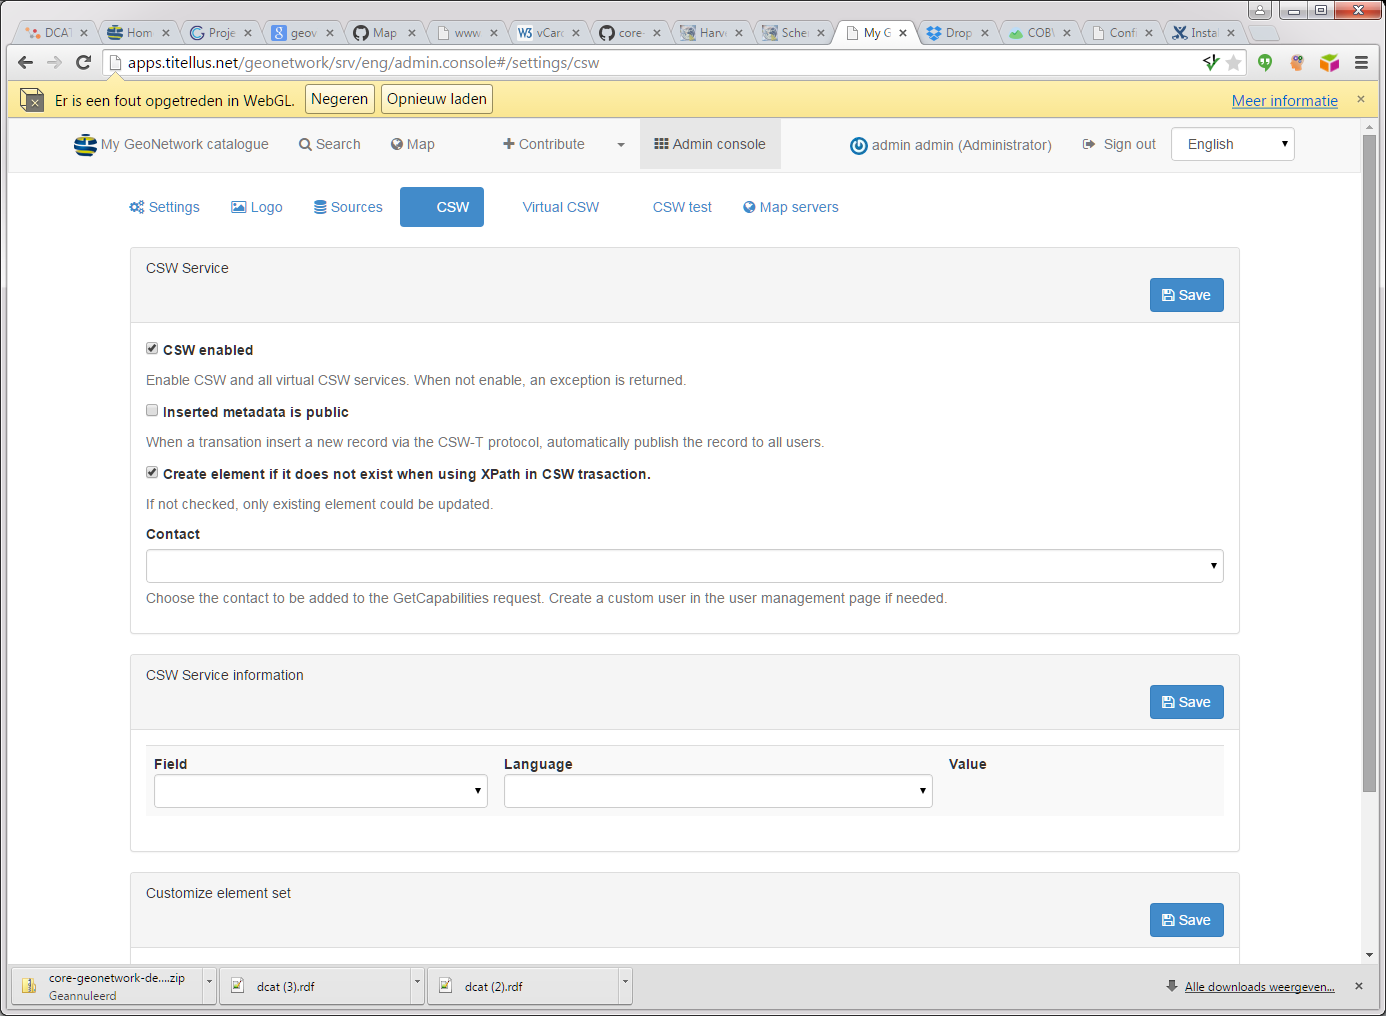 DCAT
Hom
Proje
geov
Map
www
W3 vCarc
core-
Harv
Scher
My G
Drop
COBV
Confi
Instal
apps.titellus.net/geonetwork/srv/eng/admin.console#/settings/csw
Er is een fout opgetreden in WebGL. Negeren Opnieuw laden Meer informatie
My GeoNetwork catalogue Search Map Contribute Admin console admin admin (Administrator) Sign out English
Settings Logo Sources CSW Virtual CSW CSW test Map servers
CSW Service
Save
CSW enabled
Enable CSW and all virtual CSW services. When not enable, an exception is returned.
Inserted metadata is public
When a transation insert a new record via the CSW-T protocol, automatically publish the record to all users.
Create element if it does not exist when using XPath in CSW trasaction.
If not checked, only existing element could be updated.
Contact
Choose the contact to be added to the GetCapabilities request. Create a custom user in the user management page if needed.
CSW Service information
Save
Field Language Value
Customize element set
Save
core-geonetwork-de....zip
Geannuleerd
dcat (3).rdf
dcat (2).rdf
Alle downloads weergeven...